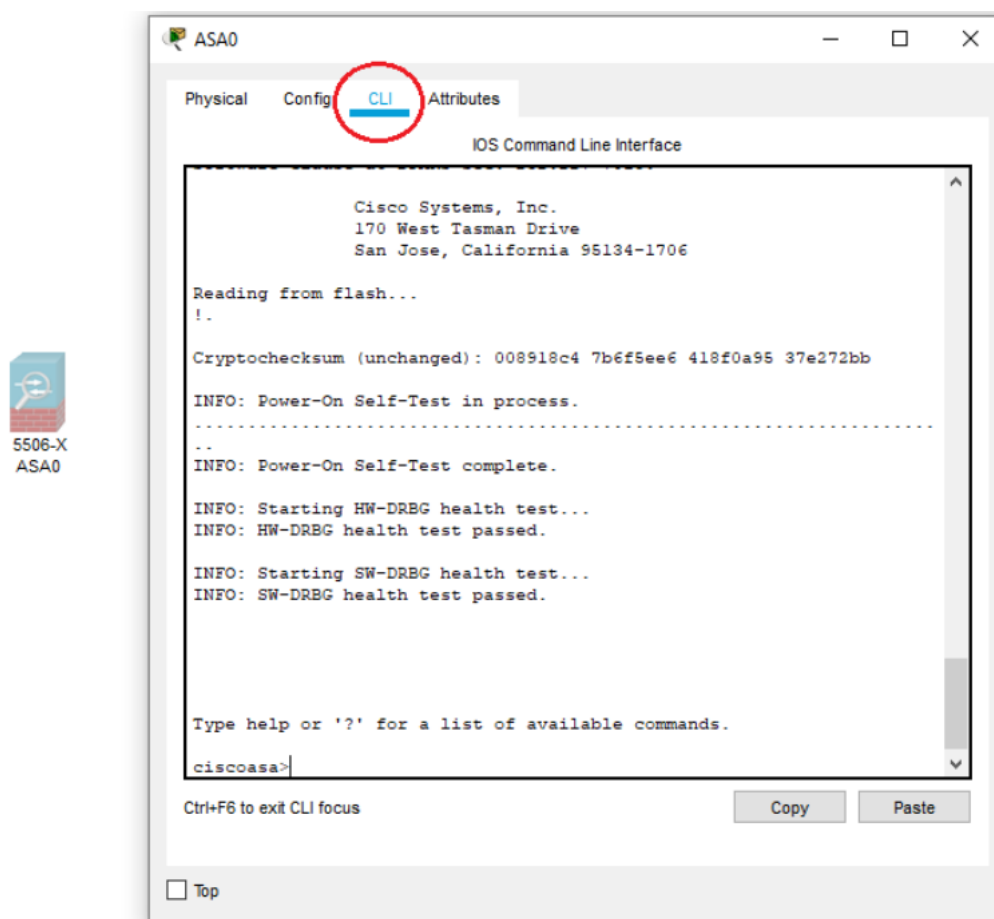 ASA0
Physical Config CLI Attributes
IOS Command Line Interface
Cisco Systems, Inc.
170 West Tasman Drive
San Jose, California 95134-1706
Reading from flash...
!.
Cryptochecksum (unchanged): 008918c4 7b6f5ee6 418f0a95 37e272bb
INFO: Power-On Self-Test in process.
.....................................................................
..
INFO: Power-On Self-Test complete.
INFO: Starting HW-DRBG health test...
INFO: HW-DRBG health test passed.
INFO: Starting SW-DRBG health test...
INFO: SW-DRBG health test passed.
Type help or '?' for a list of available commands.
ciscoasa>
Ctrl+F6 to exit CLI focus
Copy Paste
Top
5506-X
ASA0